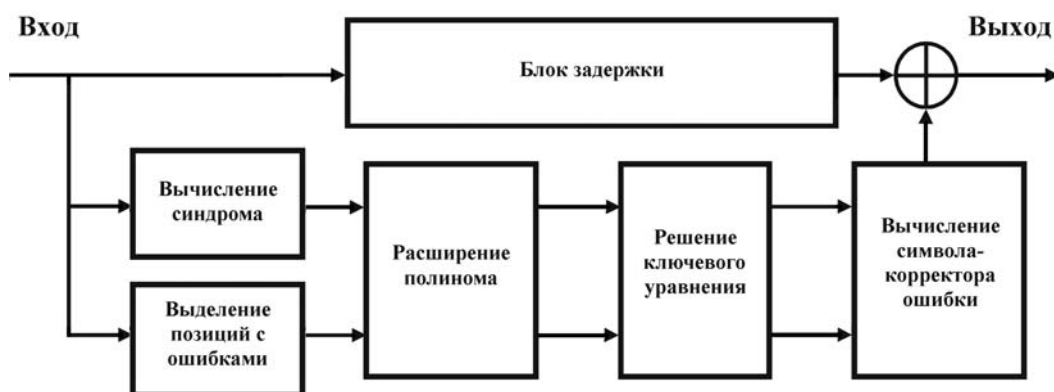 Вход
Выход
Блок задержки
Вычисление
синдрома
Выделение
позиций с
ошибками
Расширение
полинома
Решение
ключевого
уравнения
Вычисление
символа-
корректора
ошибки